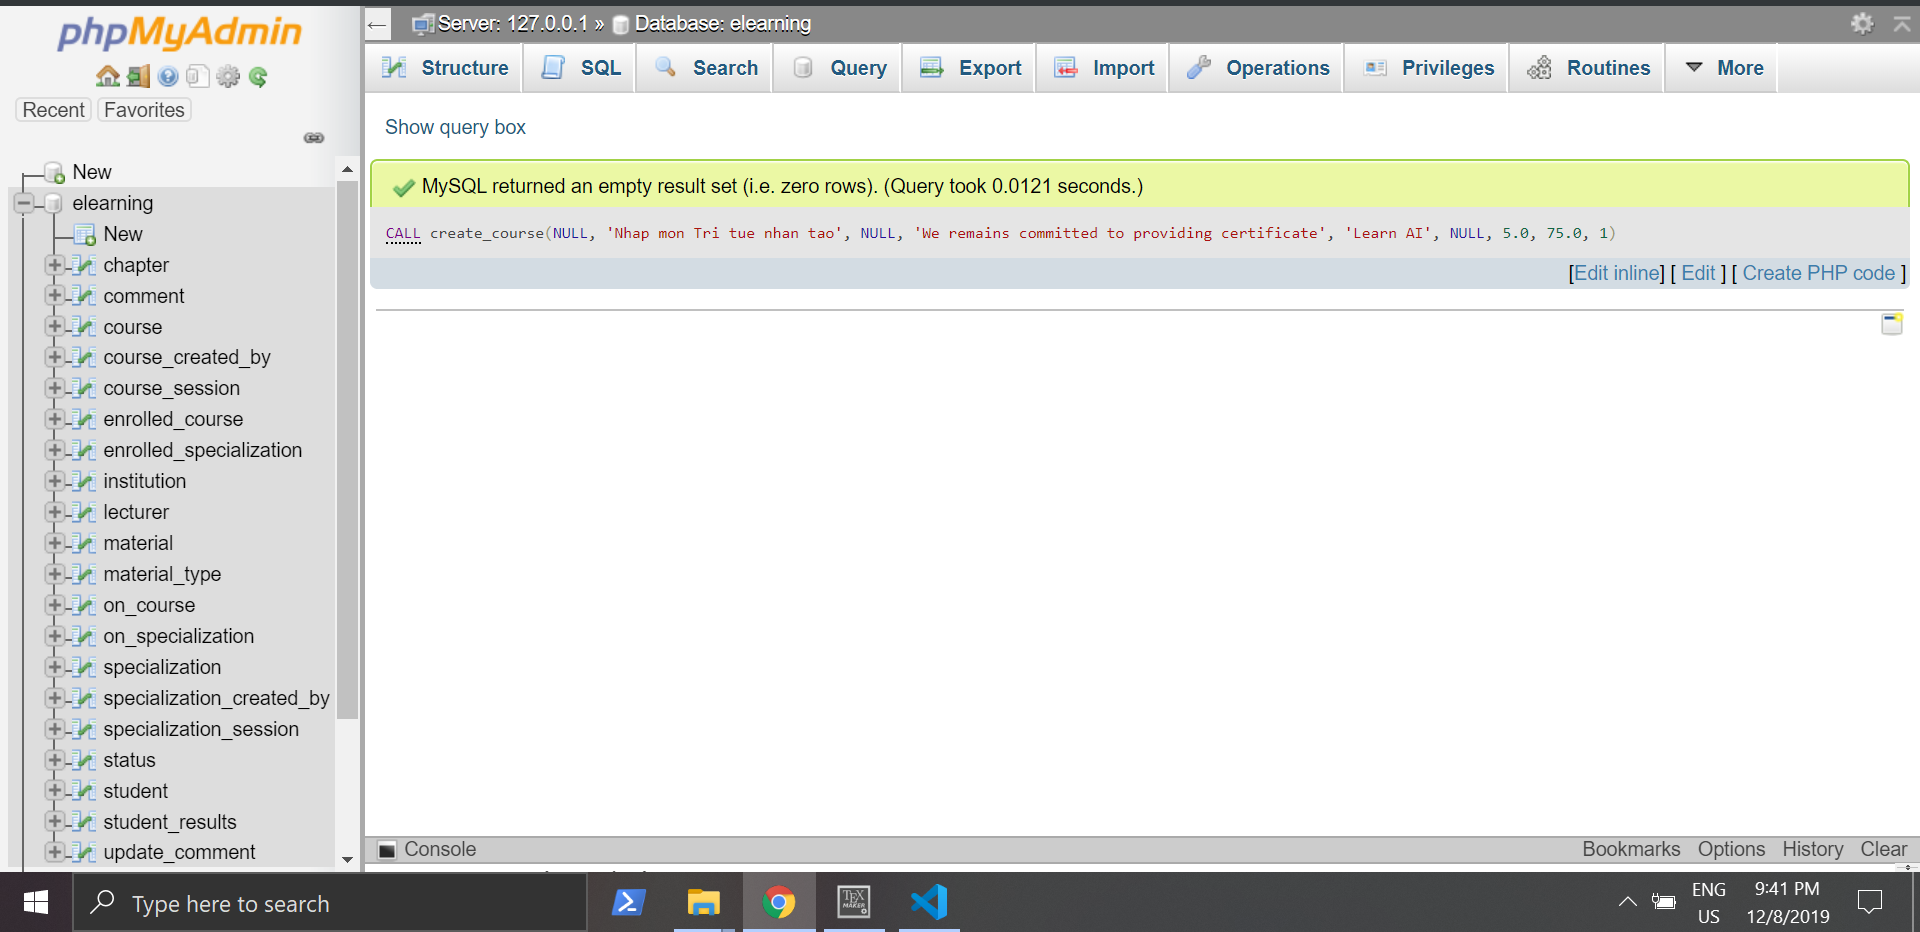 phpMyAdmin
Recent Favorites
New
elearning
New
chapter
comment
course
course_created_by
course_session
enrolled_course
enrolled_specialization
institution
lecturer
material
material_type
on_course
on_specialization
specialization
specialization_created_by
specialization_session
status
student
student_results
update_comment
Server: 127.0.0.1 » Database: elearning
Structure SQL Search Query Export Import Operations Privileges Routines More
Show query box
MySQL returned an empty result set (i.e. zero rows). (Query took 0.0121 seconds.)
CALL create_course(NULL, 'Nhap mon Tri tue nhan tao', NULL, 'We remains committed to providing certificate', 'Learn AI', NULL, 5.0, 75.0, 1)
[Edit inline] [ Edit ] [ Create PHP code ]
Console Bookmarks Options History Clear
Type here to search
TEX
MAKER
ENG
US
9:41 PM
12/8/2019